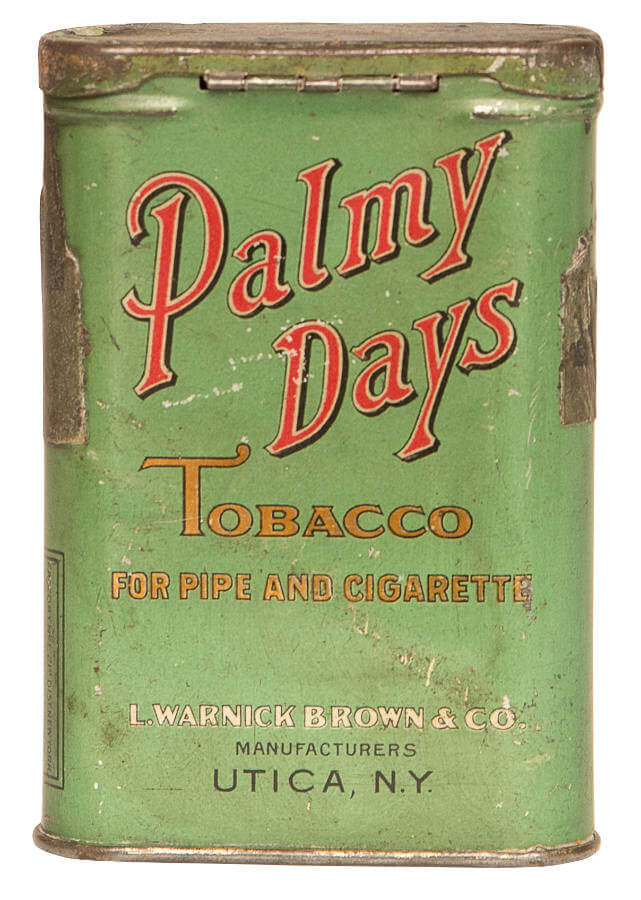 Palmy
Days
TOBACCO
FOR PIPE AND CIGARETTE
L. WARNICK BROWN & CO.
MANUFACTURERS
UTICA, N.Y.